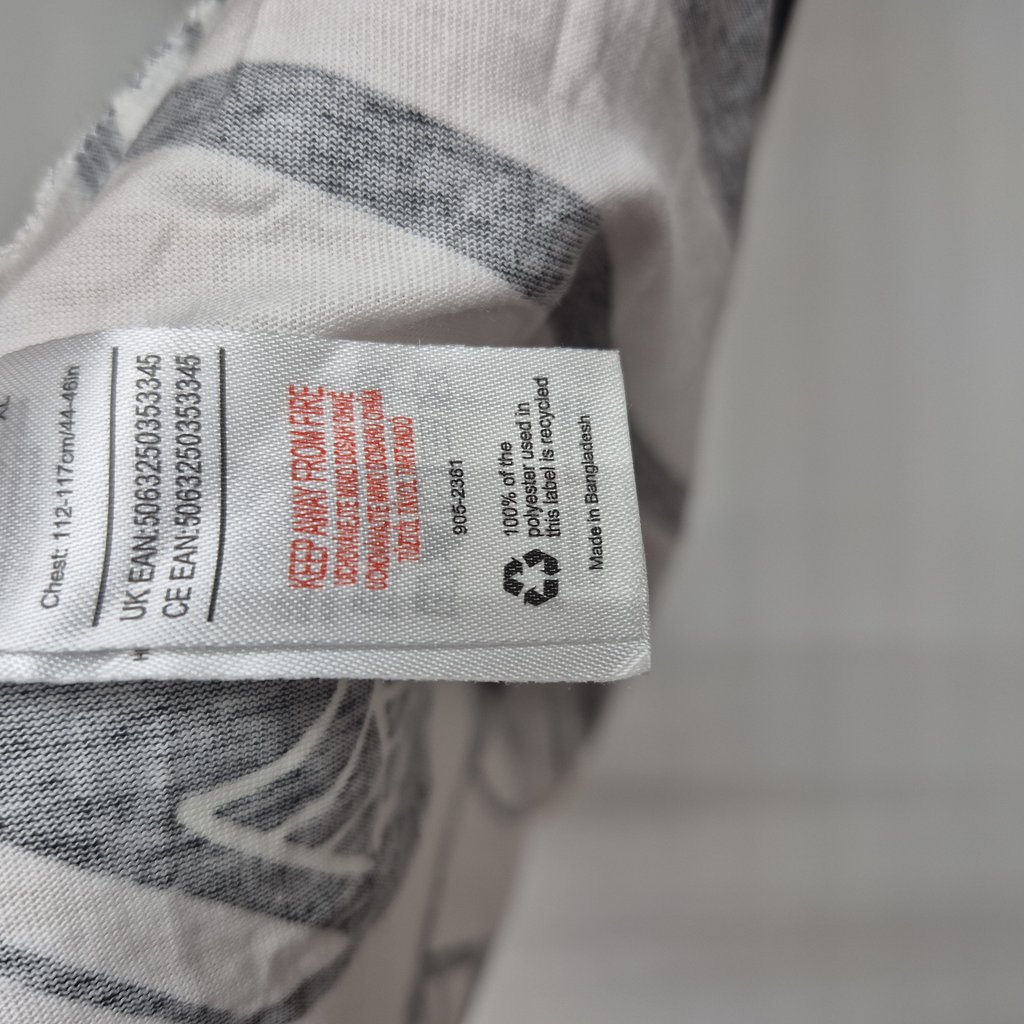 XL
Chest: 112-117cm/44-46in
UK EAN:5063250353345
CE EAN:5063250353345
KEEP AWAY FROM FIRE
905-2361
100% of the
polyester used in
this label is recycled
Made in Bangladesh